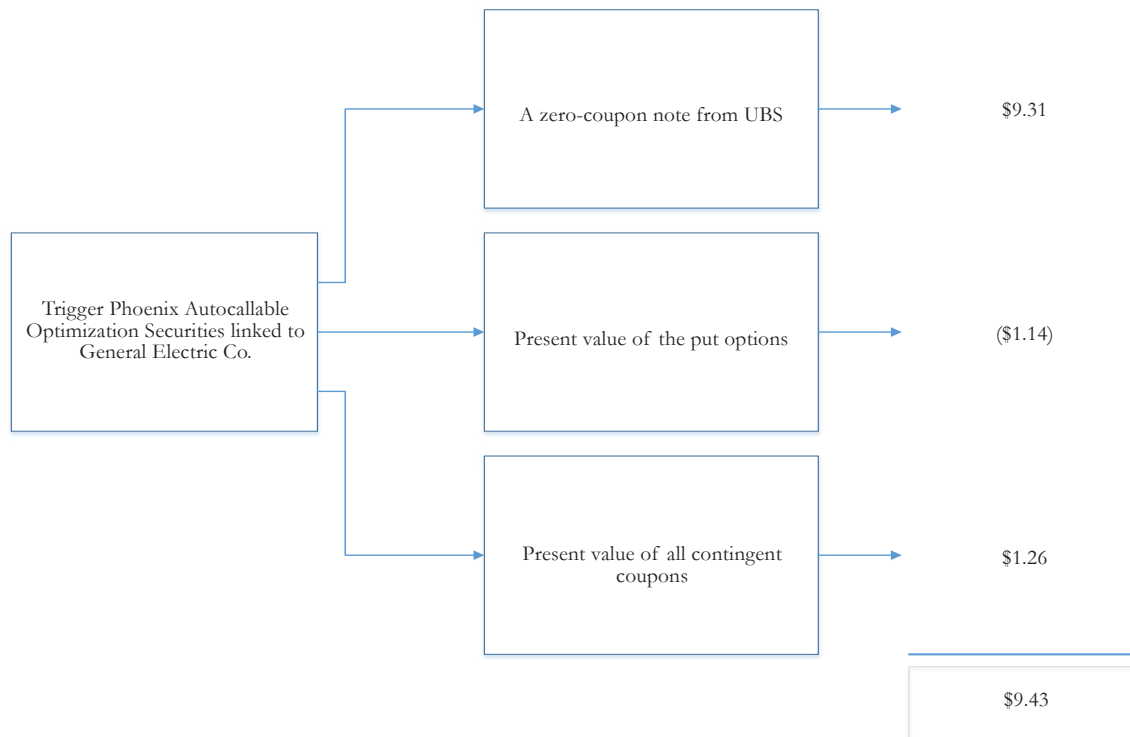 A zero-coupon note from UBS
$9.31
Trigger Phoenix Autocallable
Optimization Securities linked to
General Electric Co.
Present value of the put options
($1.14)
Present value of all contingent
coupons
$1.26
$9.43